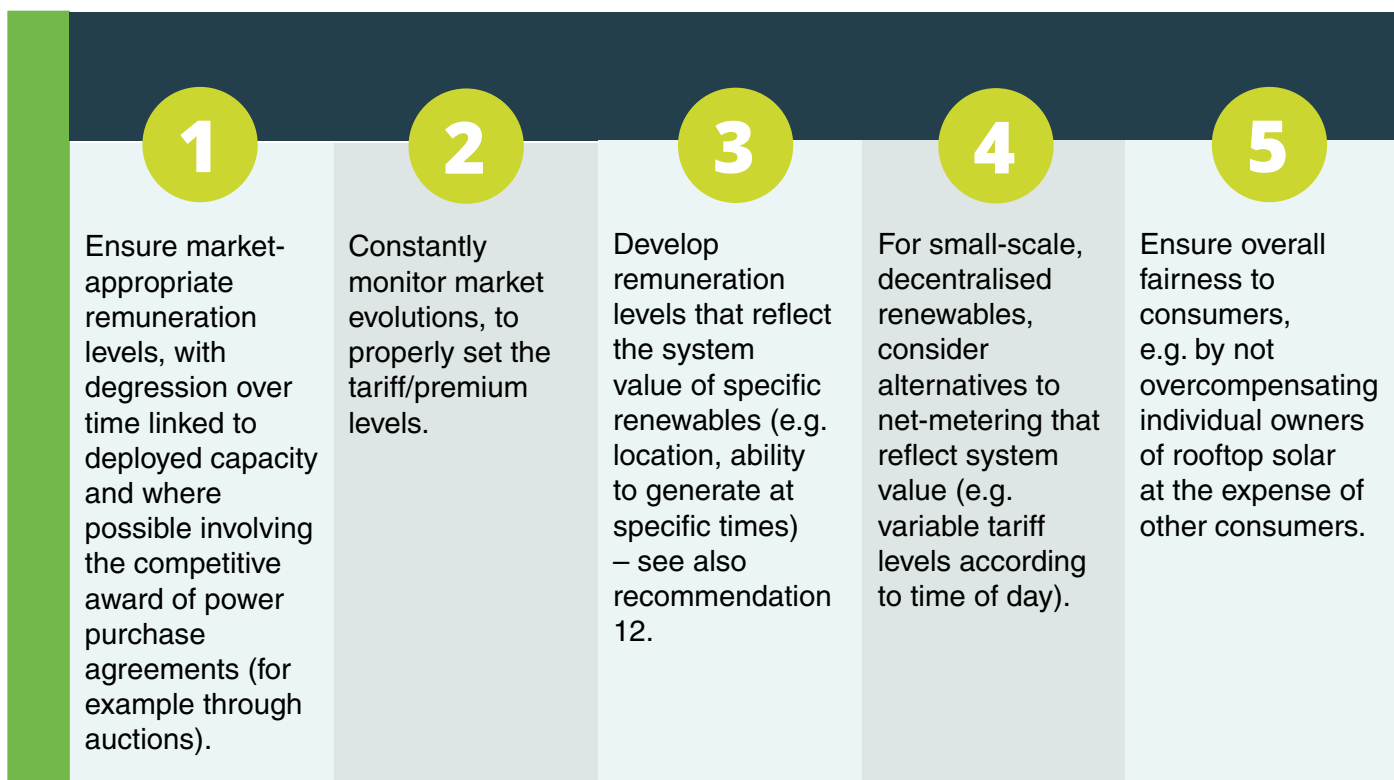 1
Ensure market-
appropriate
remuneration
levels, with
degression over
time linked to
deployed capacity
and where
possible involving
the competitive
award of power
purchase
agreements (for
example through
auctions).
2
Constantly
monitor market
evolutions, to
properly set the
tariff/premium
levels.
3
Develop
remuneration
levels that reflect
the system
value of specific
renewables (e.g.
location, ability
to generate at
specific times)
– see also
recommendation
12.
4
For small-scale,
decentralised
renewables,
consider
alternatives to
net-metering that
reflect system
value (e.g.
variable tariff
levels according
to time of day).
5
Ensure overall
fairness to
consumers,
e.g. by not
overcompensating
individual owners
of rooftop solar
at the expense of
other consumers.